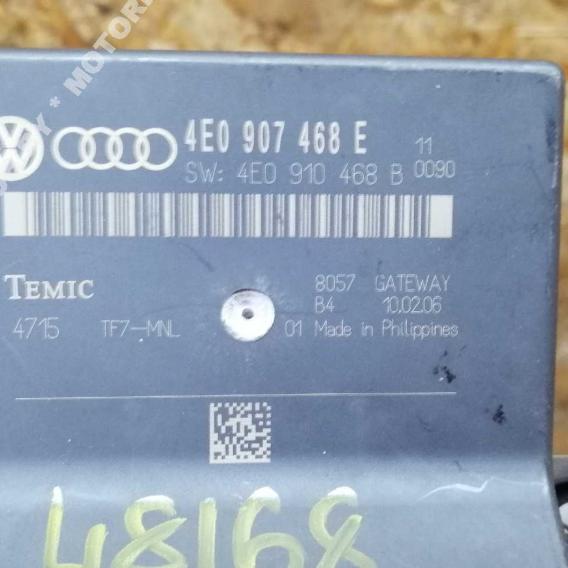 4E0 907 468 E 11
SW: 4E0 910 468 B 0090
TEMIC 8057 GATEWAY
B4 10.02.06
4715 TF7-MNL 01 Made in Philippines
48168